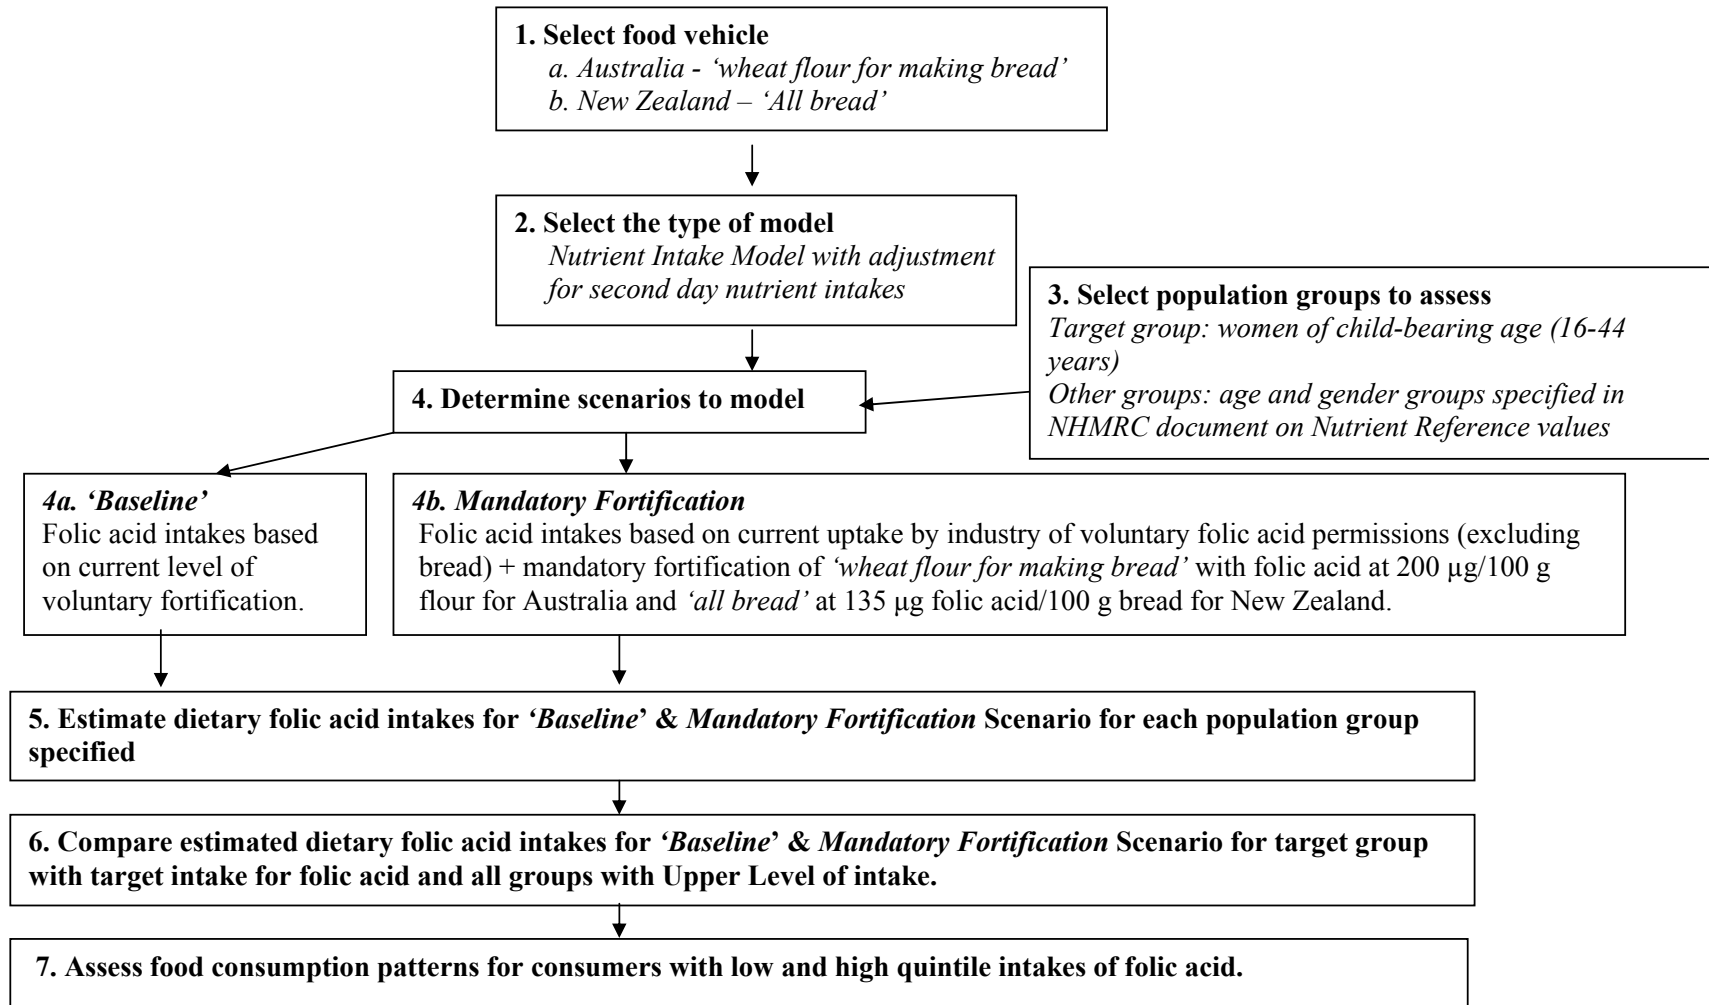 1. Select food vehicle
a. Australia - ‘wheat flour for making bread’
b. New Zealand – ‘All bread’
2. Select the type of model
Nutrient Intake Model with adjustment
for second day nutrient intakes
3. Select population groups to assess
Target group: women of child-bearing age (16-44
years)
Other groups: age and gender groups specified in
NHMRC document on Nutrient Reference values
4. Determine scenarios to model
4a. ‘Baseline’
Folic acid intakes based
on current level of
voluntary fortification.
4b. Mandatory Fortification
Folic acid intakes based on current uptake by industry of voluntary folic acid permissions (excluding
bread) + mandatory fortification of ‘wheat flour for making bread’ with folic acid at 200 µg/100 g
flour for Australia and ‘all bread’ at 135 µg folic acid/100 g bread for New Zealand.
5. Estimate dietary folic acid intakes for ‘Baseline’ & Mandatory Fortification Scenario for each population group
specified
6. Compare estimated dietary folic acid intakes for ‘Baseline’ & Mandatory Fortification Scenario for target group
with target intake for folic acid and all groups with Upper Level of intake.
7. Assess food consumption patterns for consumers with low and high quintile intakes of folic acid.